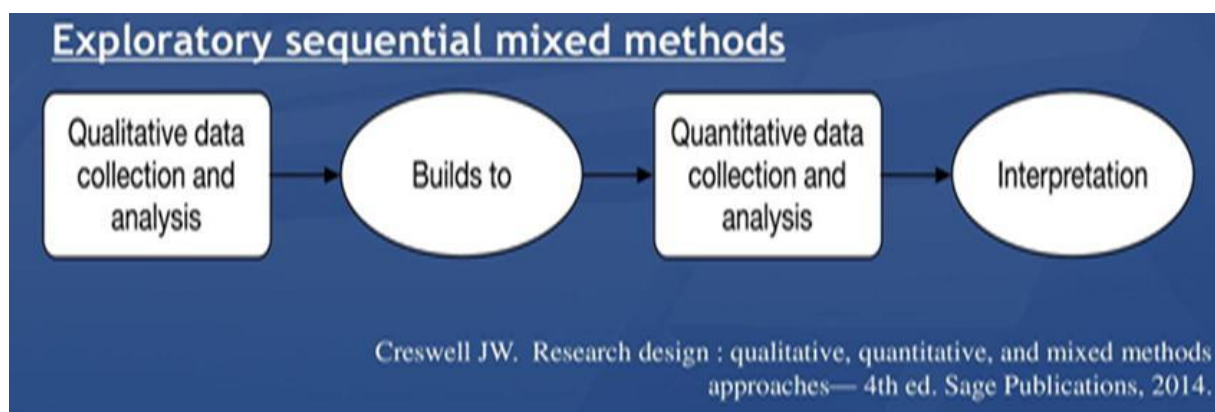 Exploratory sequential mixed methods
Qualitative data
collection and
analysis
Builds to
Quantitative data
collection and
analysis
Interpretation
Creswell JW. Research design : qualitative, quantitative, and mixed methods
approaches— 4th ed. Sage Publications, 2014.